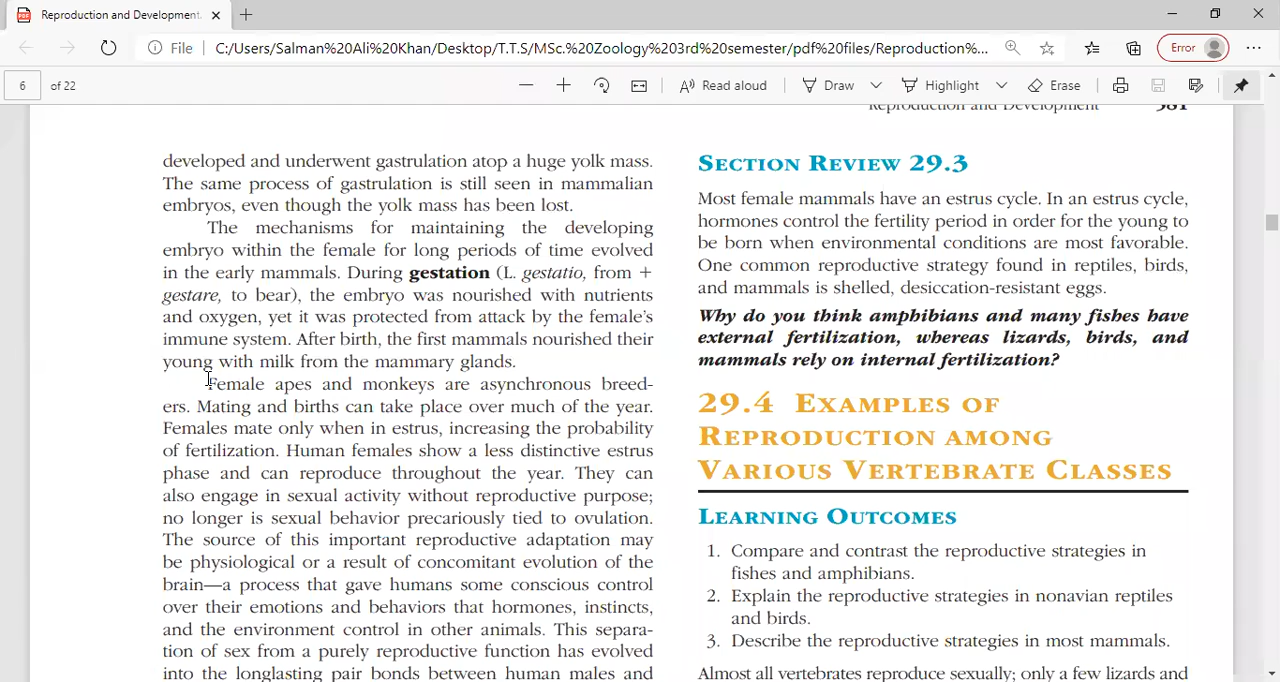 Reproduction and Development.
File
C:/Users/Salman%20Ali%20Khan/Desktop/T.T.S/MSc.%20Zoology%203rd%20semester/pdf%20files/Reproduction%...
Error
6 of 22
Read aloud
Draw
Highlight
Erase
Reproduction and Development 581
developed and underwent gastrulation atop a huge yolk mass.
The same process of gastrulation is still seen in mammalian
embryos, even though the yolk mass has been lost.
The mechanisms for maintaining the developing
embryo within the female for long periods of time evolved
in the early mammals. During gestation (L. gestatio, from +
gestare, to bear), the embryo was nourished with nutrients
and oxygen, yet it was protected from attack by the female's
immune system. After birth, the first mammals nourished their
young with milk from the mammary glands.
Female apes and monkeys are asynchronous breed-
ers. Mating and births can take place over much of the year.
Females mate only when in estrus, increasing the probability
of fertilization. Human females show a less distinctive estrus
phase and can reproduce throughout the year. They can
also engage in sexual activity without reproductive purpose;
no longer is sexual behavior precariously tied to ovulation.
The source of this important reproductive adaptation may
be physiological or a result of concomitant evolution of the
brain—a process that gave humans some conscious control
over their emotions and behaviors that hormones, instincts,
and the environment control in other animals. This separa-
tion of sex from a purely reproductive function has evolved
into the longlasting pair bonds between human males and
SECTION REVIEW 29.3
Most female mammals have an estrus cycle. In an estrus cycle,
hormones control the fertility period in order for the young to
be born when environmental conditions are most favorable.
One common reproductive strategy found in reptiles, birds,
and mammals is shelled, desiccation-resistant eggs.
Why do you think amphibians and many fishes have
external fertilization, whereas lizards, birds, and
mammals rely on internal fertilization?
29.4 EXAMPLES OF
REPRODUCTION AMONG
VARIOUS VERTEBRATE CLASSES
LEARNING OUTCOMES
1. Compare and contrast the reproductive strategies in
fishes and amphibians.
2. Explain the reproductive strategies in nonavian reptiles
and birds.
3. Describe the reproductive strategies in most mammals.
Almost all vertebrates reproduce sexually; only a few lizards and